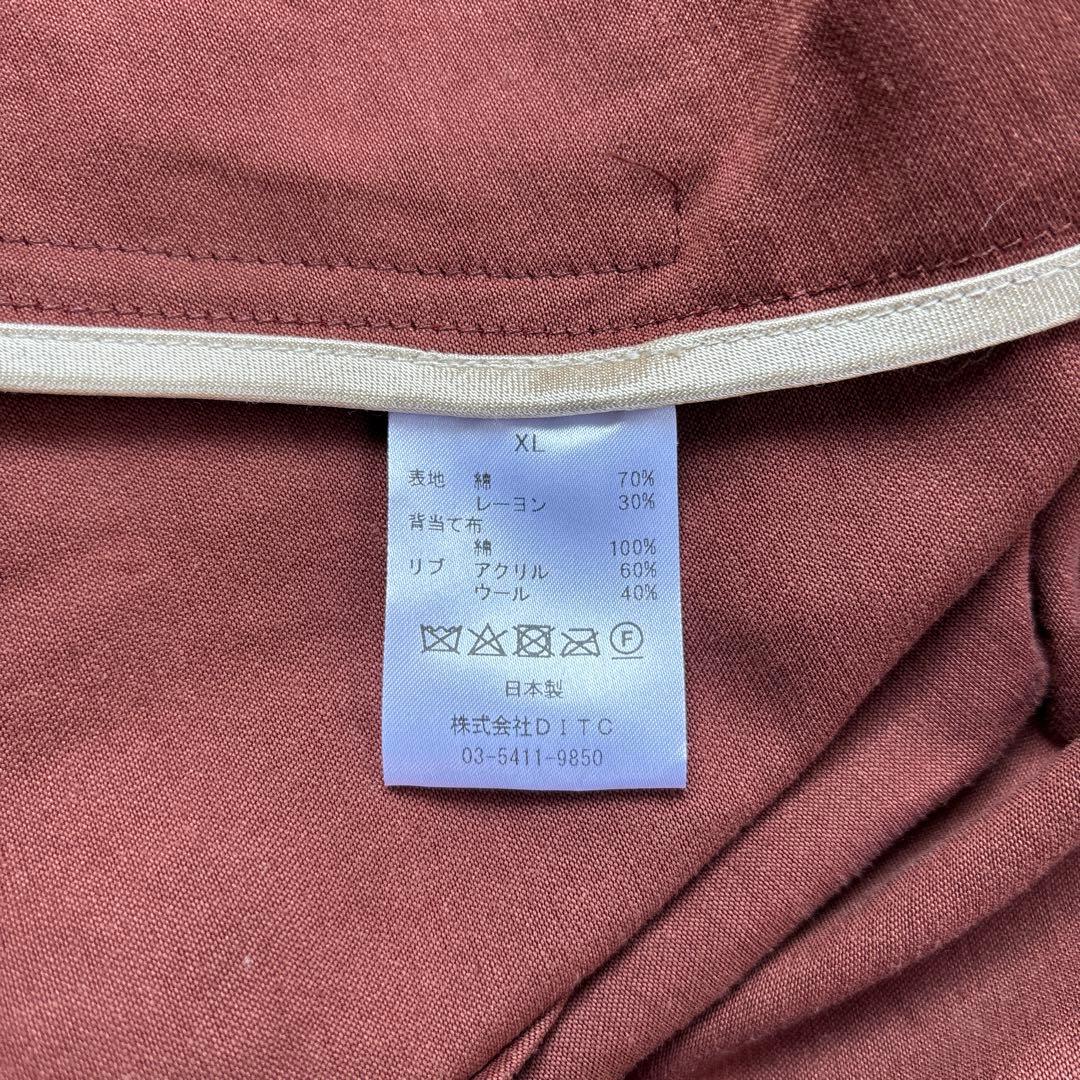 XL
表地 綿 70%
レーヨン 30%
背当て布
綿 100%
リブ アクリル 60%
ウール 40%
F
日本製
株式会社DITC
03-5411-9850